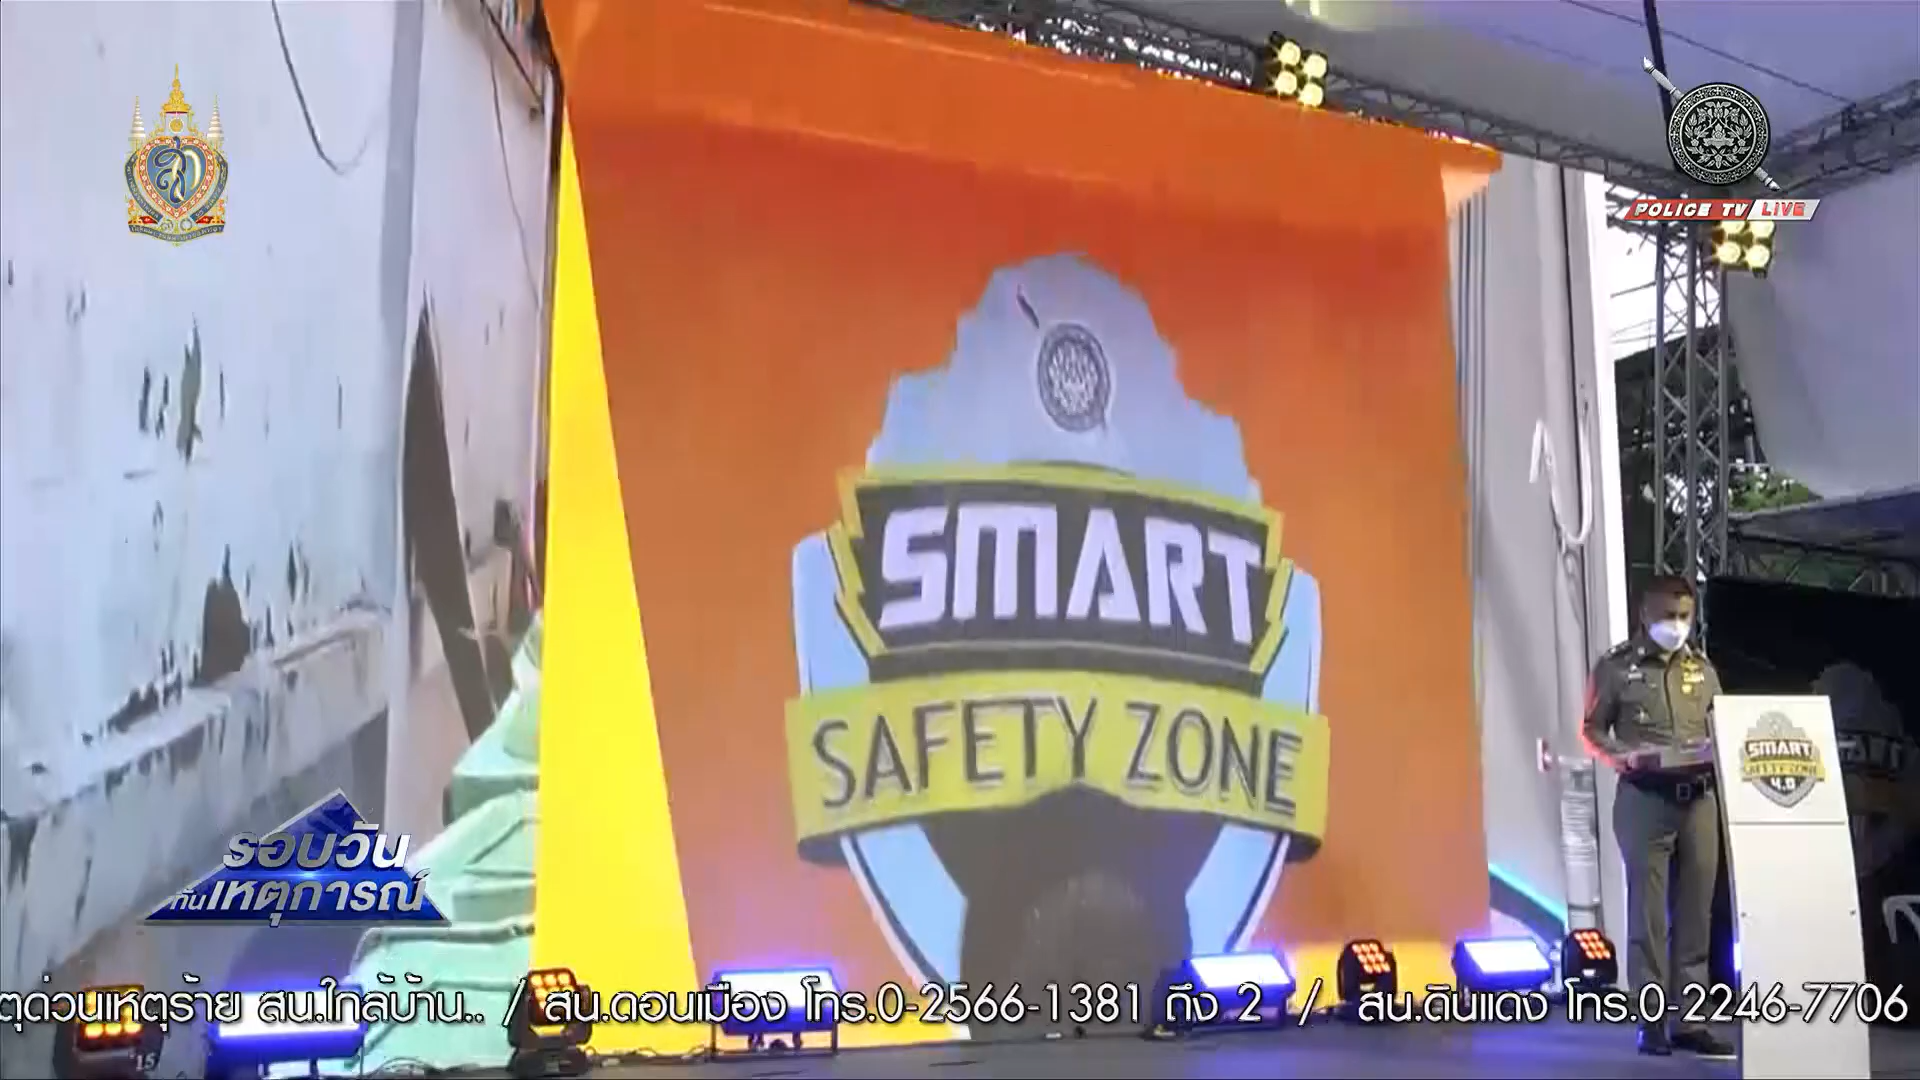 POLICE TV LIVE
SMART
SAFETY ZONE
SMART
SAFETY ZONE
4.0
รอบวัน
ทันเหตุการณ์
ตุด่วนเหตุร้าย สน.ใกล้บ้าน.. / สน.ดอนเมือง โทร.0-2566-1381 ถึง 2 / สน.ดินแดง โทร.0-2246-7706
15